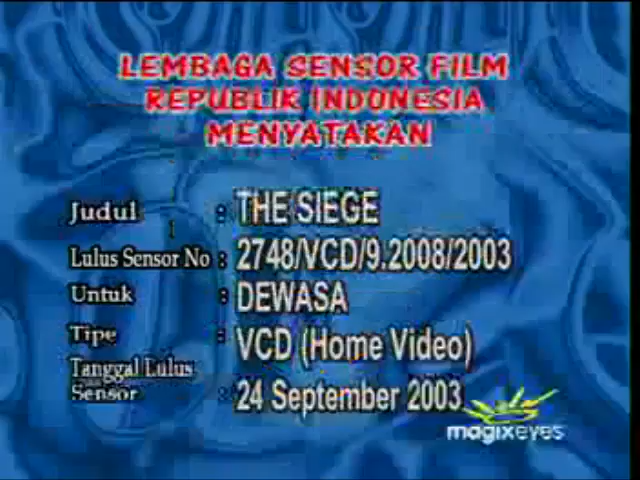 LEMBAGA SENSOR FILM
REPUBLIK INDONESIA
MENYATAKAN
Judul : THE SIEGE
Lulus Sensor No : 2748/VCD/9.2008/2003
Untuk : DEWASA
Tipe : VCD (Home Video)
Tanggal Lulus
Sensor : 24 September 2003
magixeyes